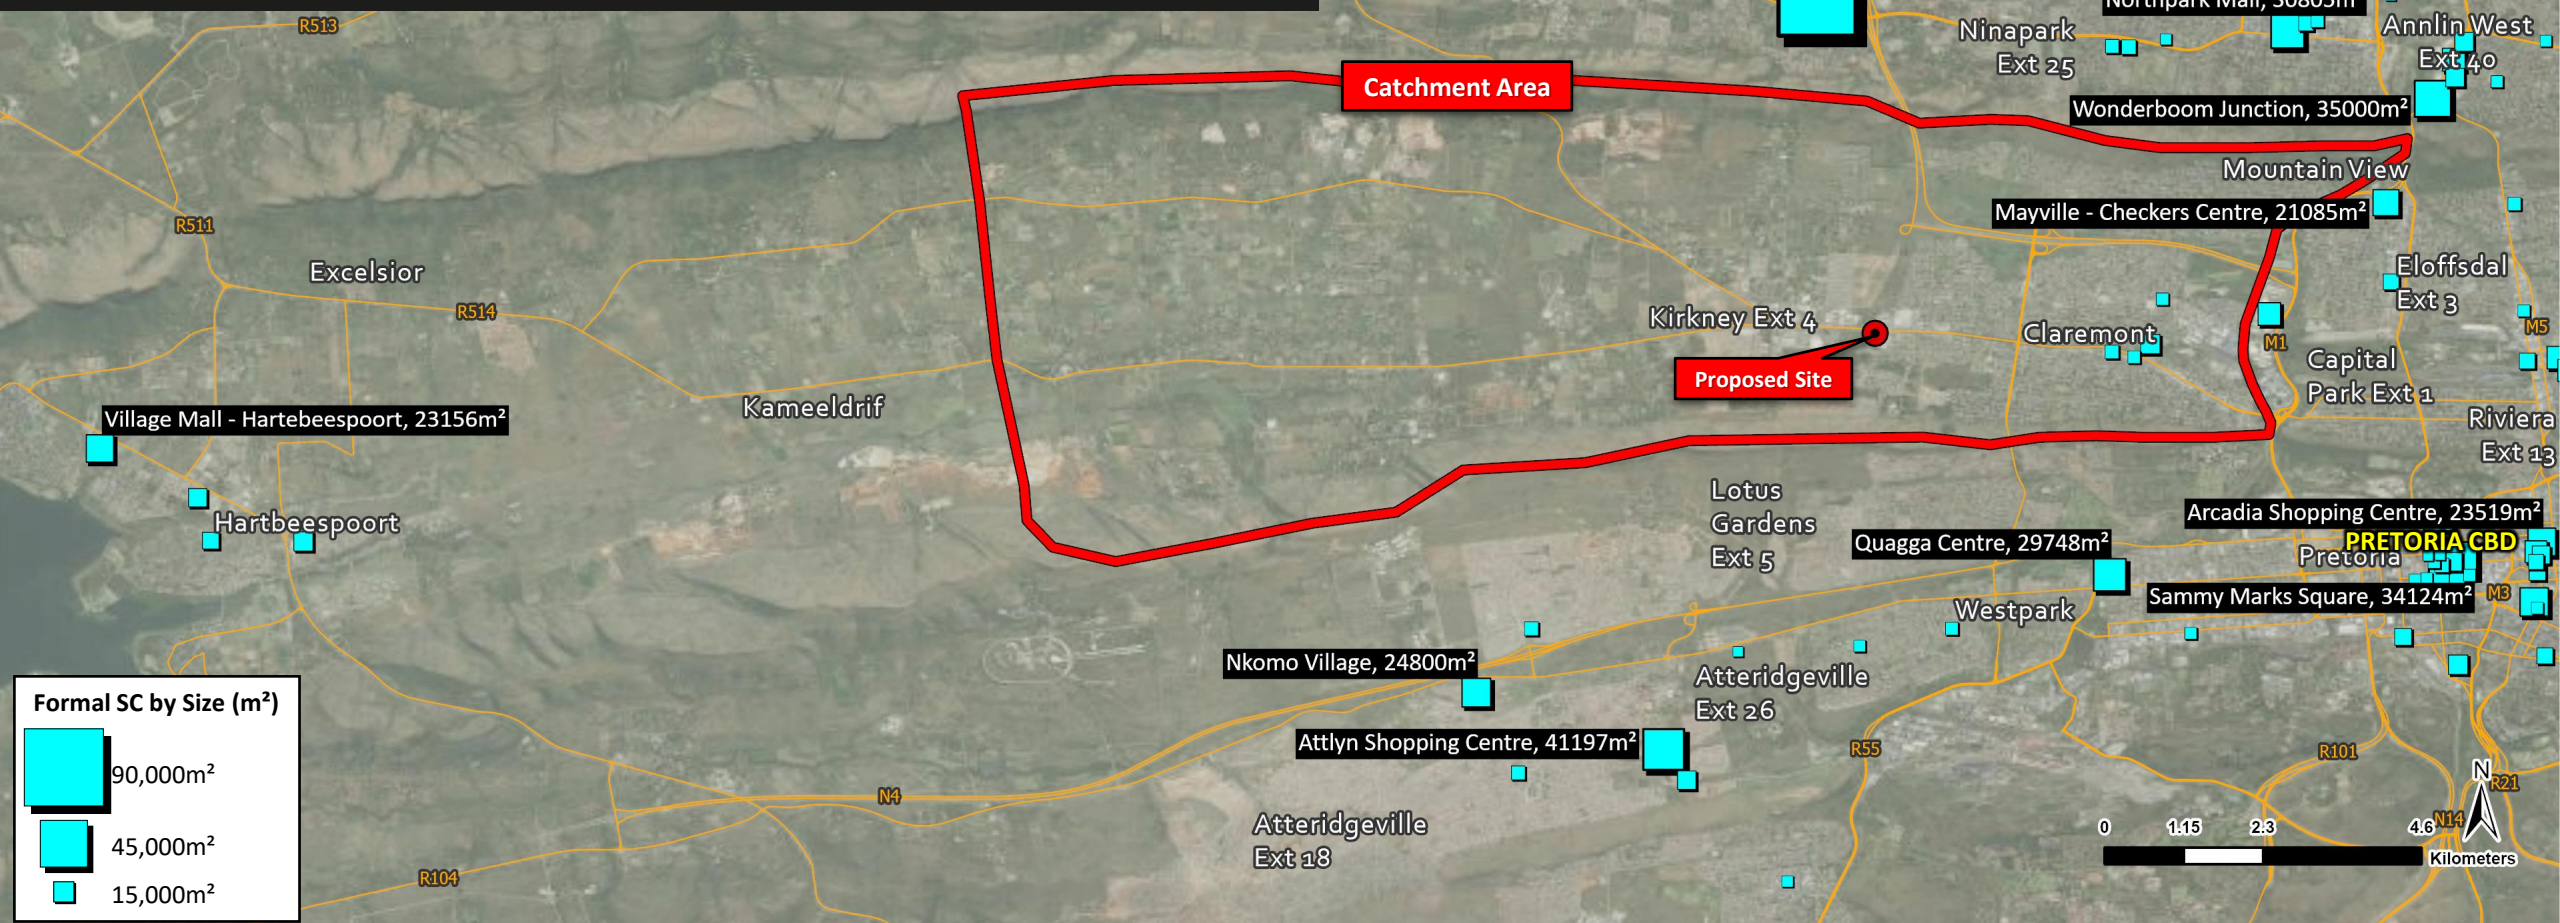 R513
Northpark Mall, 30803m²
Ninapark
Ext 25
Annlin West
Ext 40
Catchment Area
Wonderboom Junction, 35000m²
Mountain View
R511
Mayville - Checkers Centre, 21085m²
Excelsior
R514
Eloffsdal
Ext 3
Kirkney Ext 4
Claremont
M5
M1
Proposed Site
Capital
Park Ext 1
Kameeldrif
Village Mall - Hartebeespoort, 23156m²
Riviera
Ext 13
Lotus
Gardens
Ext 5
Hartbeespoort
Arcadia Shopping Centre, 23519m²
Quagga Centre, 29748m²
PRETORIA CBD
Pretoria
Sammy Marks Square, 34124m²
M3
Westpark
Nkomo Village, 24800m²
Atteridgeville
Ext 26
Attlyn Shopping Centre, 41197m²
R55
R101
N
R21
N4
N14
Atteridgeville
Ext 18
R104
Formal SC by Size (m²)
90,000m²
45,000m²
15,000m²
0 1.15 2.3 4.6
Kilometers